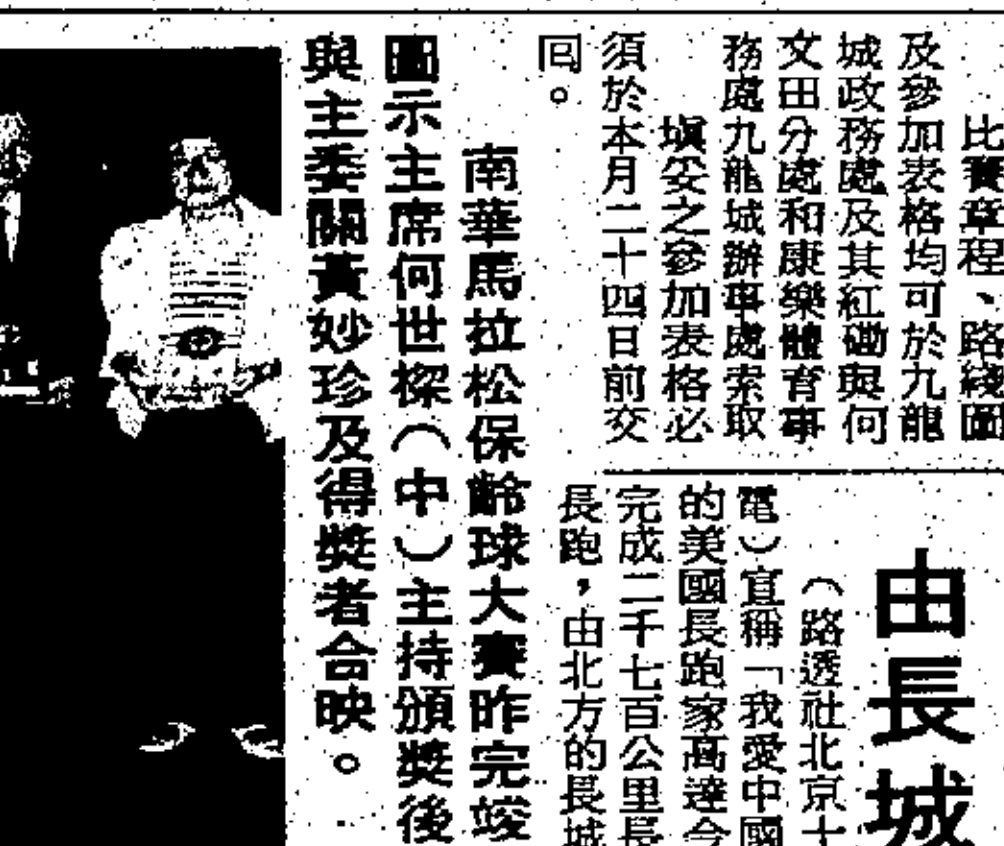 比賽章程、路綫圖
及參加表格均可於九龍
城政務處及其紅磡與何
文田分處和康樂體育事
務處九龍城辦事處索取
填妥之參加表格必
須於本月二十四日前交
回。
南華馬拉松保齡球大賽昨完竣
圖示主席何世樑（中）主持頒獎後
與主委關黃妙珍及得獎者合映。
由長城
（路透社北京十
電）宣稱「我愛中國
的美國長跑家高達今
完成二千七百公里長
長跑，由北方的長城